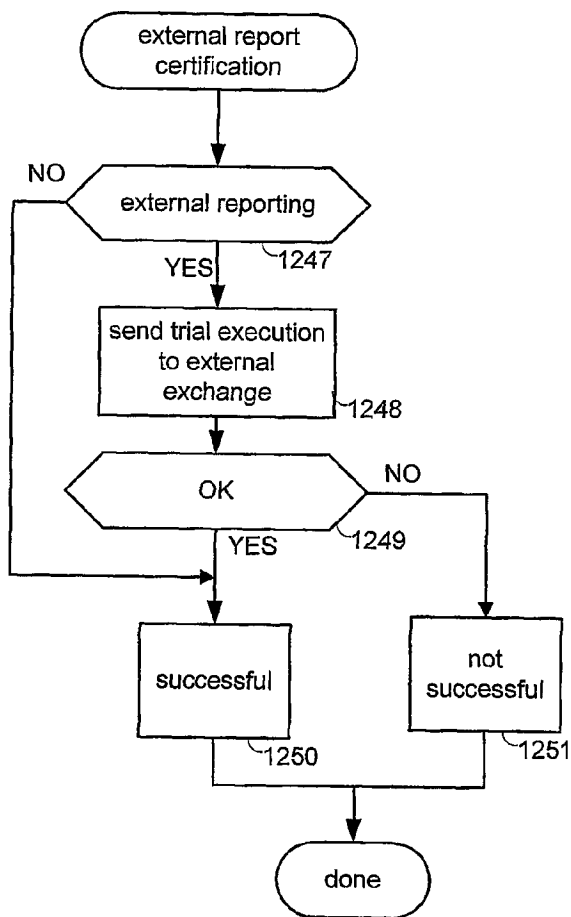 external report
certification
NO
external reporting
1247
YES
send trial execution
to external
exchange
1248
OK
NO
1249
YES
successful
1250
not
successful
1251
done